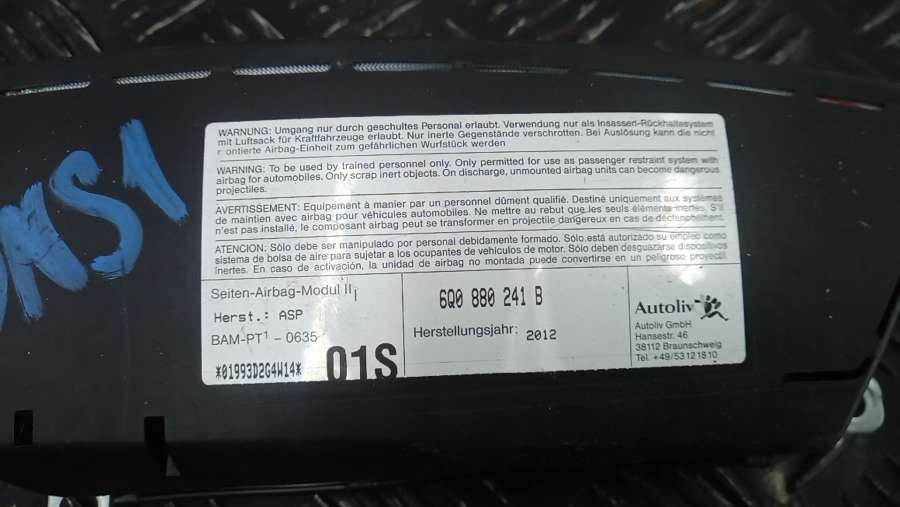 WARNUNG: Umgang nur durch geschultes Personal erlaubt. Verwendung nur als Insassen-Rückhaltesystem
mit Luftsack für Kraftfahrzeuge erlaubt. Nur inerte Gegenstände verschrotten. Bei Auslösung kann die nicht
montierte Airbag-Einheit zum gefährlichen Wurfstück werden
WARNING: To be used by trained personnel only. Only permitted for use as passenger restraint system with
airbag for automobiles. Only scrap inert objects. On discharge, unmounted airbag units can become dangerous
projectiles.
AVERTISSEMENT: Equipement à manier par un personnel dûment qualifié. Destiné uniquement aux systèmes
de maintien avec airbag pour véhicules automobiles. Ne mettre au rebut que les seuls éléments inertes. S'il
n'est pas installé, le composant airbag peut se transformer en projectile dangereux en cas de déclenchement
ATENCION: Sólo debe ser manipulado por personal debidamente formado. Sólo está autorizado su empleo como
sistema de bolsa de aire para sujetar a los ocupantes de vehículos de motor. Sólo deben desguazarse dispositivos
inertes. En caso de activación, la unidad de airbag no montada puede convertirse en un peligroso proyectil
Seiten-Airbag-Modul II
Herst.: ASP
BAM-PT1 - 0635
*01993D2G4W14*
01S
6Q0 880 241 B
Herstellungsjahr: 2012
Autoliv
Autoliv GmbH
Hansestr. 46
38112 Braunschweig
Tel. +49/53 12 18 10